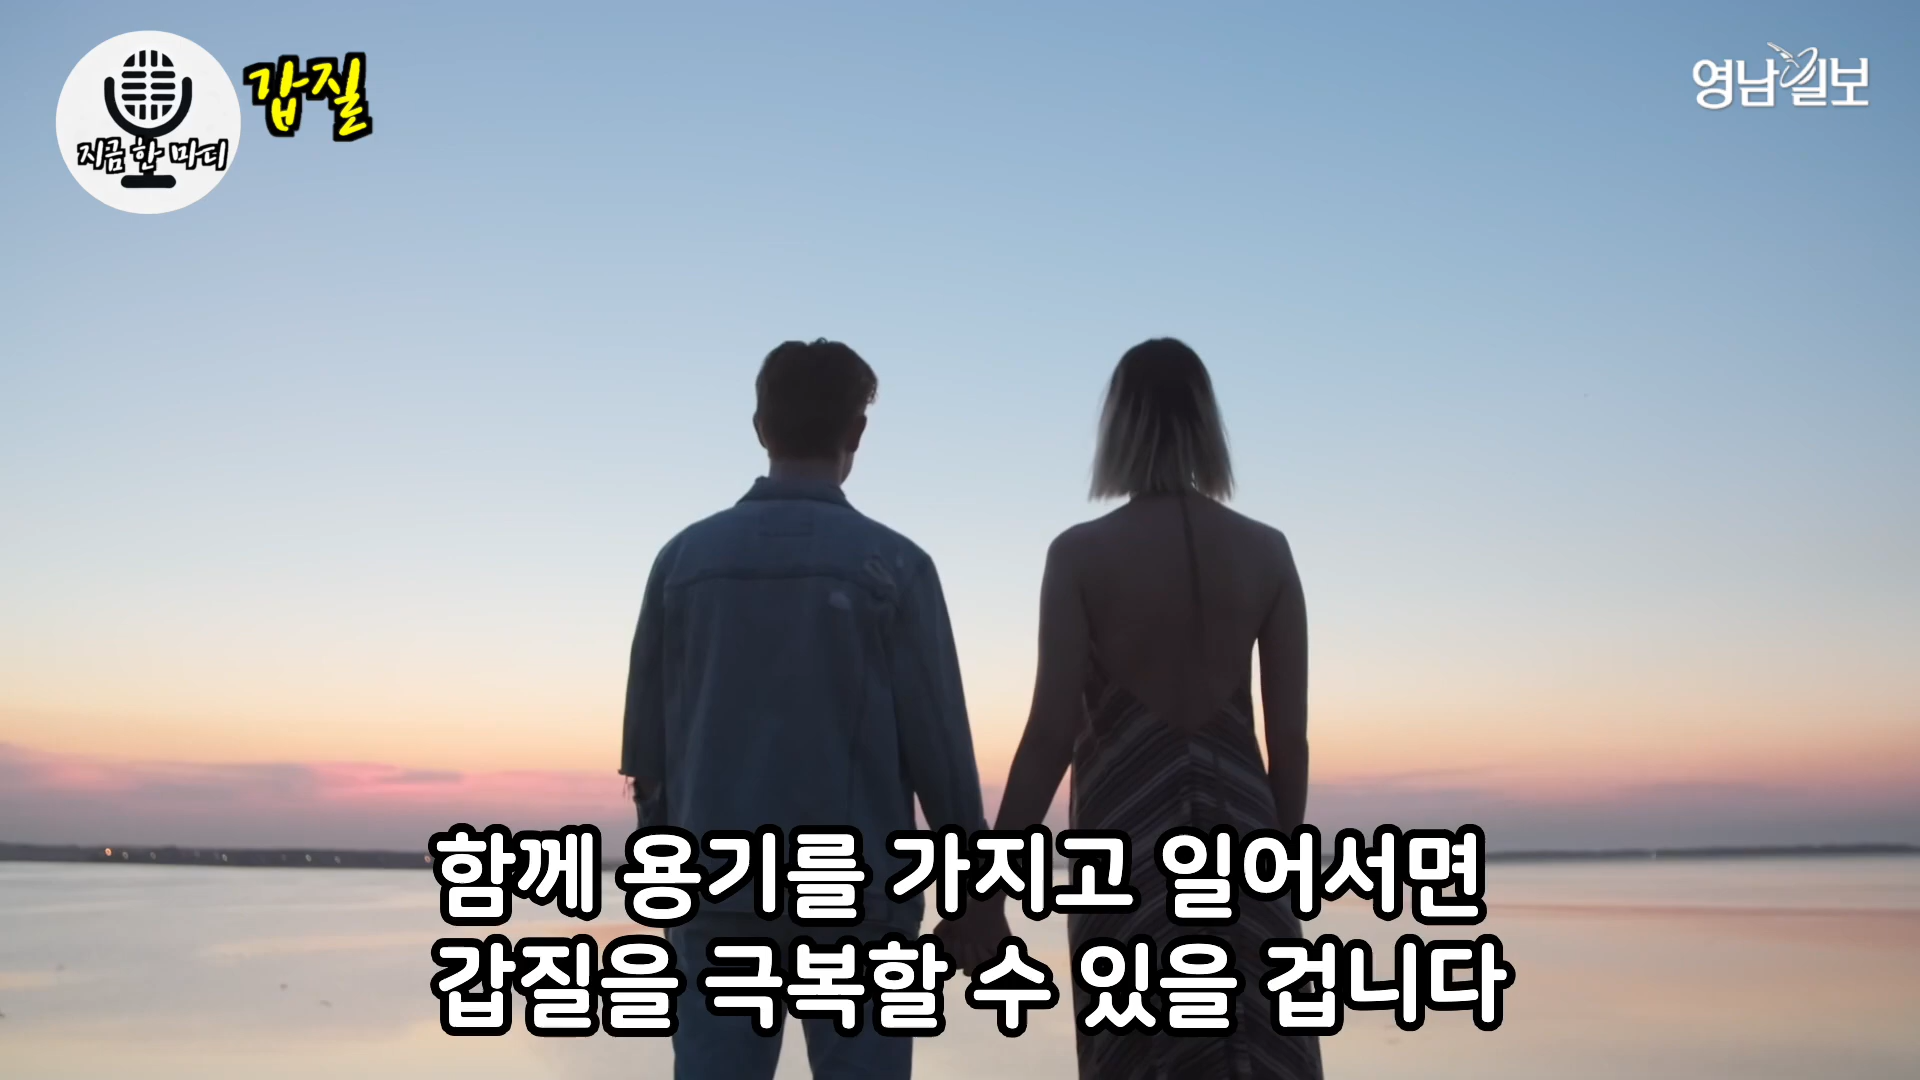 지금 한 마디
갑질
영남일보
함께 용기를 가지고 일어서면
갑질을 극복할 수 있을 겁니다